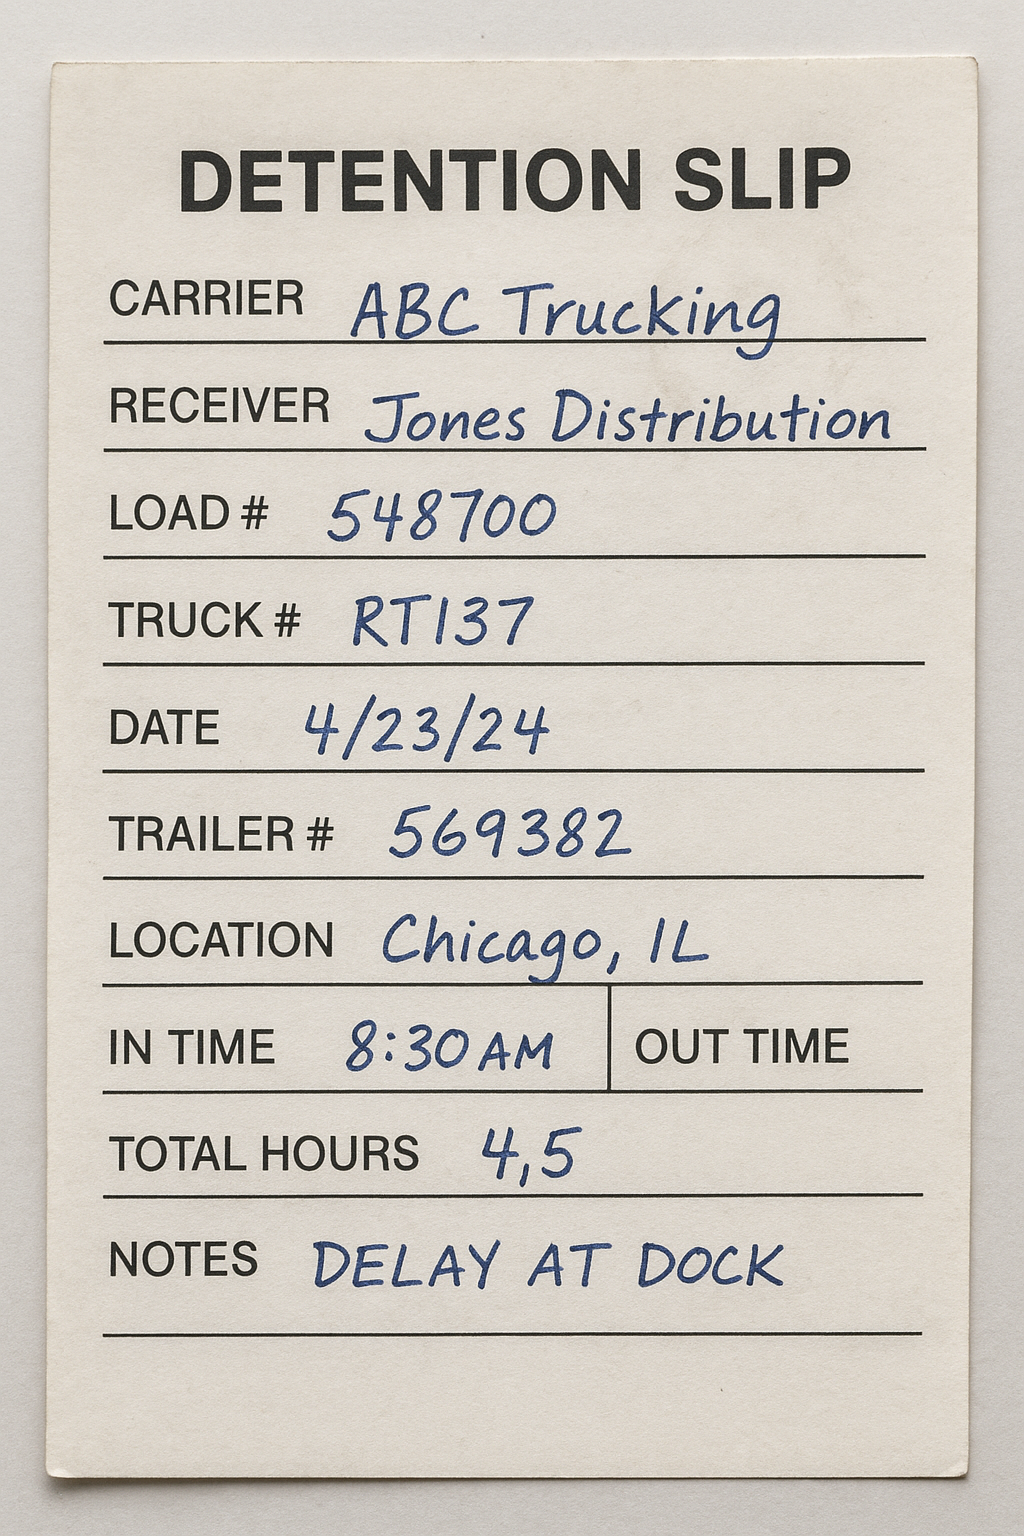 DETENTION SLIP
CARRIER ABC Trucking
RECEIVER Jones Distribution
LOAD # 548700
TRUCK # RT137
DATE 4/23/24
TRAILER # 569382
LOCATION Chicago, IL
IN TIME 8:30 AM OUT TIME
TOTAL HOURS 4,5
NOTES DELAY AT DOCK